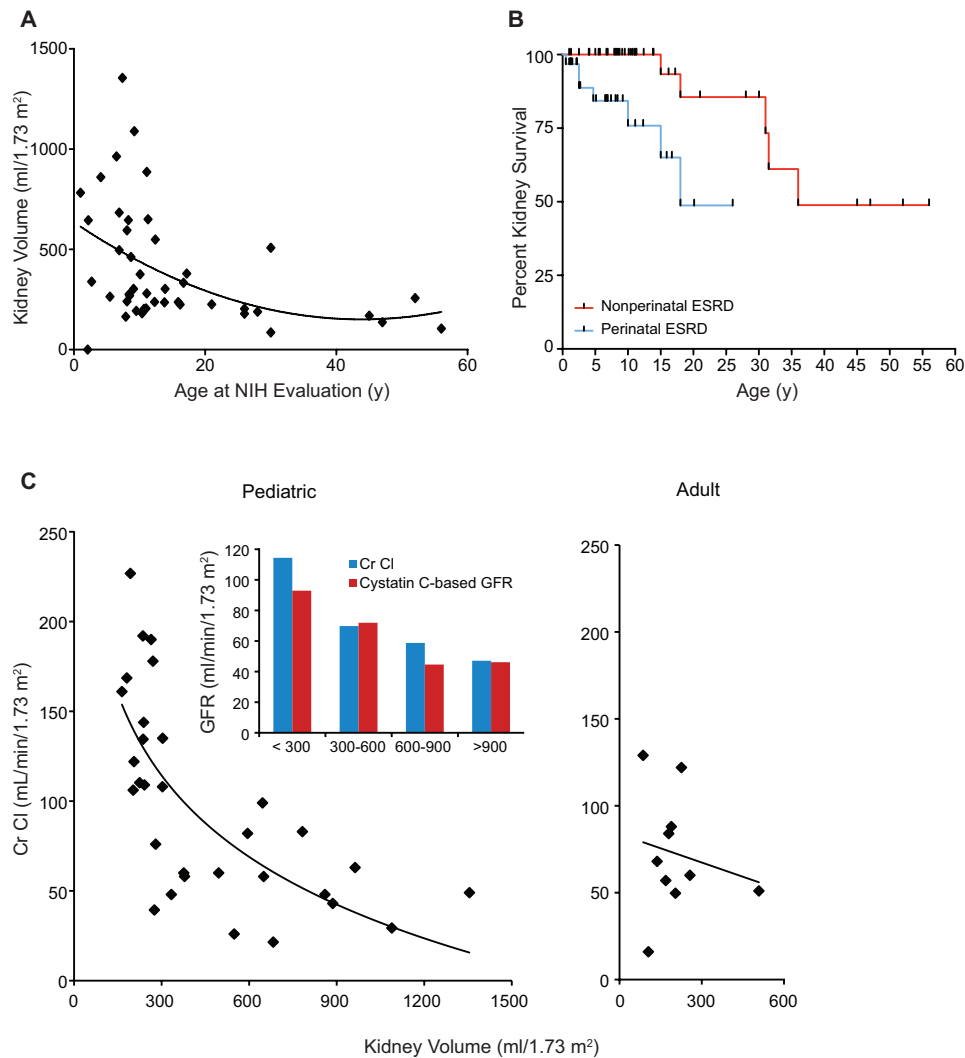 A
Kidney Volume (ml/1.73 m²)
1500
1000
500
0
0 20 40 60
Age at NIH Evaluation (y)
B
Percent Kidney Survival
100
75
50
25
0
Nonperinatal ESRD
Perinatal ESRD
0 5 10 15 20 25 30 35 40 45 50 55 60
Age (y)
C
Pediatric
Cr Cl (mL/min/1.73 m²)
250
200
150
100
50
0
0 300 600 900 1200 1500
GFR (ml/min/1.73 m²)
120
100
80
60
40
20
0
Cr Cl
Cystatin C-based GFR
< 300 300-600 600-900 >900
Adult
250
200
150
100
50
0
0 300 600
Kidney Volume (ml/1.73 m²)